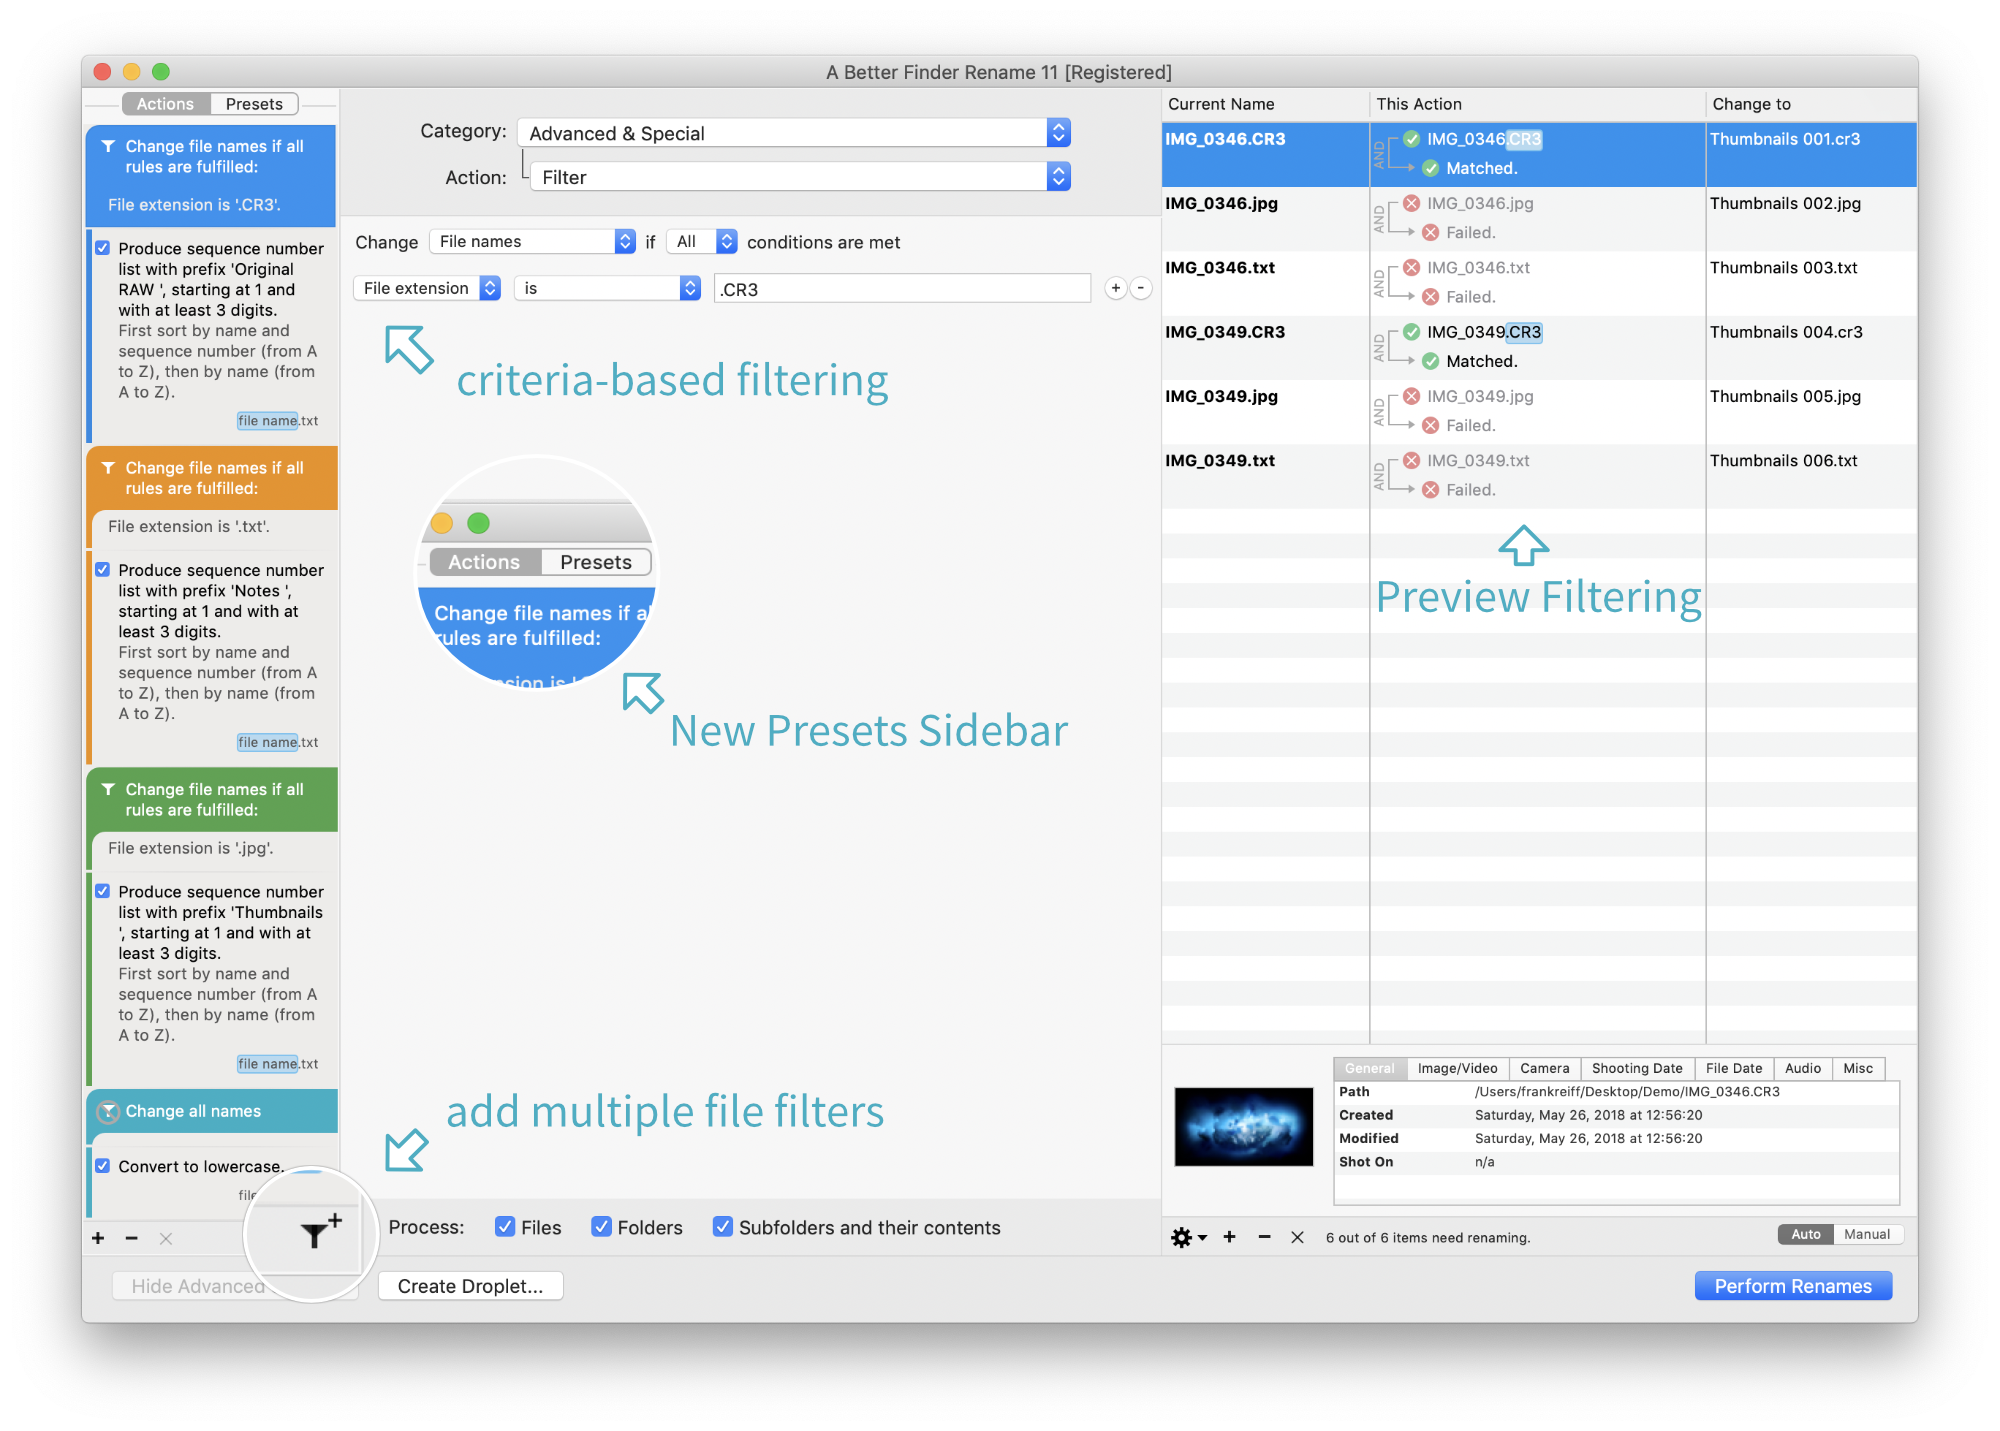 A Better Finder Rename 11 [Registered]
Actions
Presets
Change file names if all
rules are fulfilled:
File extension is '.CR3'.
Produce sequence number
list with prefix 'Original
RAW ', starting at 1 and
with at least 3 digits.
First sort by name and
sequence number (from A
to Z), then by name (from
A to Z).
file name.txt
Change file names if all
rules are fulfilled:
File extension is '.txt'.
Produce sequence number
list with prefix 'Notes ',
starting at 1 and with at
least 3 digits.
First sort by name and
sequence number (from A
to Z), then by name (from
A to Z).
file name.txt
Change file names if all
rules are fulfilled:
File extension is '.jpg'.
Produce sequence number
list with prefix 'Thumbnails
', starting at 1 and with at
least 3 digits.
First sort by name and
sequence number (from A
to Z), then by name (from
A to Z).
file name.txt
Change all names
Convert to lowercase.
file
Hide Advanced
Category: Advanced & Special
Action: Filter
Change File names if All conditions are met
File extension is .CR3
criteria-based filtering
Actions
Presets
Change file names if a
rules are fulfilled:
nsion is
New Presets Sidebar
add multiple file filters
Process: Files Folders Subfolders and their contents
Create Droplet...
Current Name This Action Change to
IMG_0346.CR3 AND IMG_0346.CR3 Thumbnails 001.cr3
Matched.
IMG_0346.jpg AND IMG_0346.jpg Thumbnails 002.jpg
Failed.
IMG_0346.txt AND IMG_0346.txt Thumbnails 003.txt
Failed.
IMG_0349.CR3 AND IMG_0349.CR3 Thumbnails 004.cr3
Matched.
IMG_0349.jpg AND IMG_0349.jpg Thumbnails 005.jpg
Failed.
IMG_0349.txt AND IMG_0349.txt Thumbnails 006.txt
Failed.
Preview Filtering
General Image/Video Camera Shooting Date File Date Audio Misc
Path /Users/frankreiff/Desktop/Demo/IMG_0346.CR3
Created Saturday, May 26, 2018 at 12:56:20
Modified Saturday, May 26, 2018 at 12:56:20
Shot On n/a
6 out of 6 items need renaming.
Auto Manual
Perform Renames